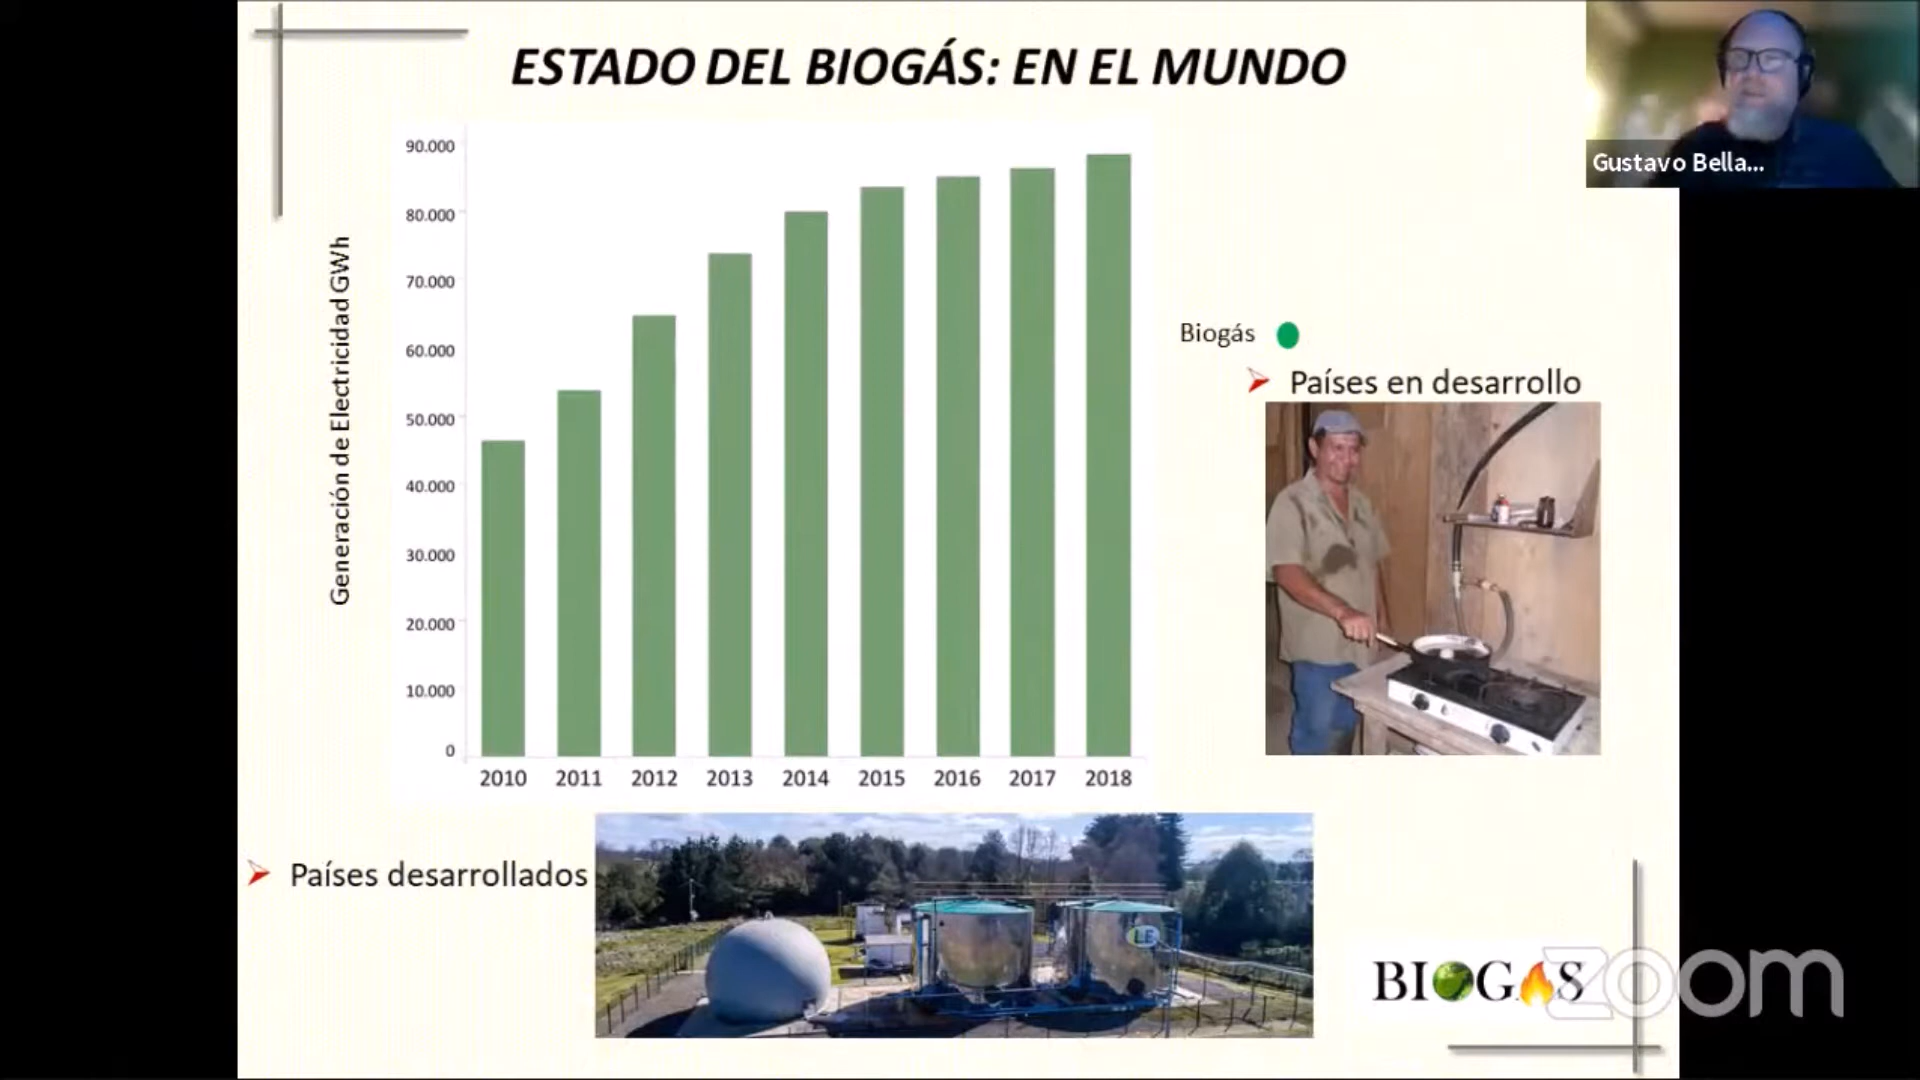 ESTADO DEL BIOGÁS: EN EL MUNDO
Gustavo Bella...
Generación de Electricidad GWh
90.000
80.000
70.000
60.000
50.000
40.000
30.000
20.000
10.000
0
2010 2011 2012 2013 2014 2015 2016 2017 2018
Biogás
Países en desarrollo
Países desarrollados
LE
BIOGAS
zoom